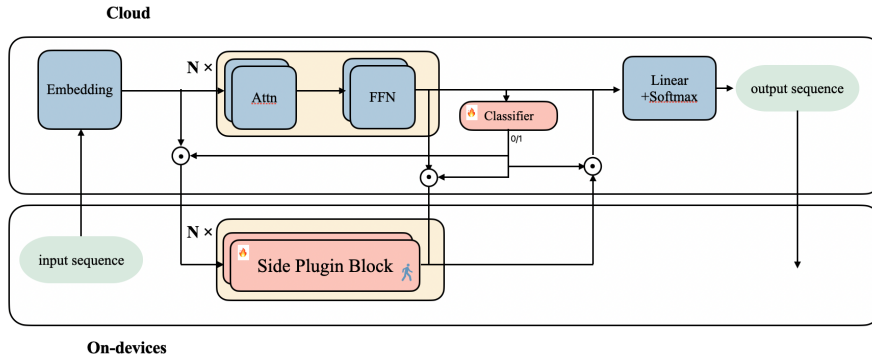 Cloud
N ×
Embedding
Attn
FFN
Linear
+Softmax
output sequence
Classifier
0/1
N ×
input sequence
Side Plugin Block
On-devices